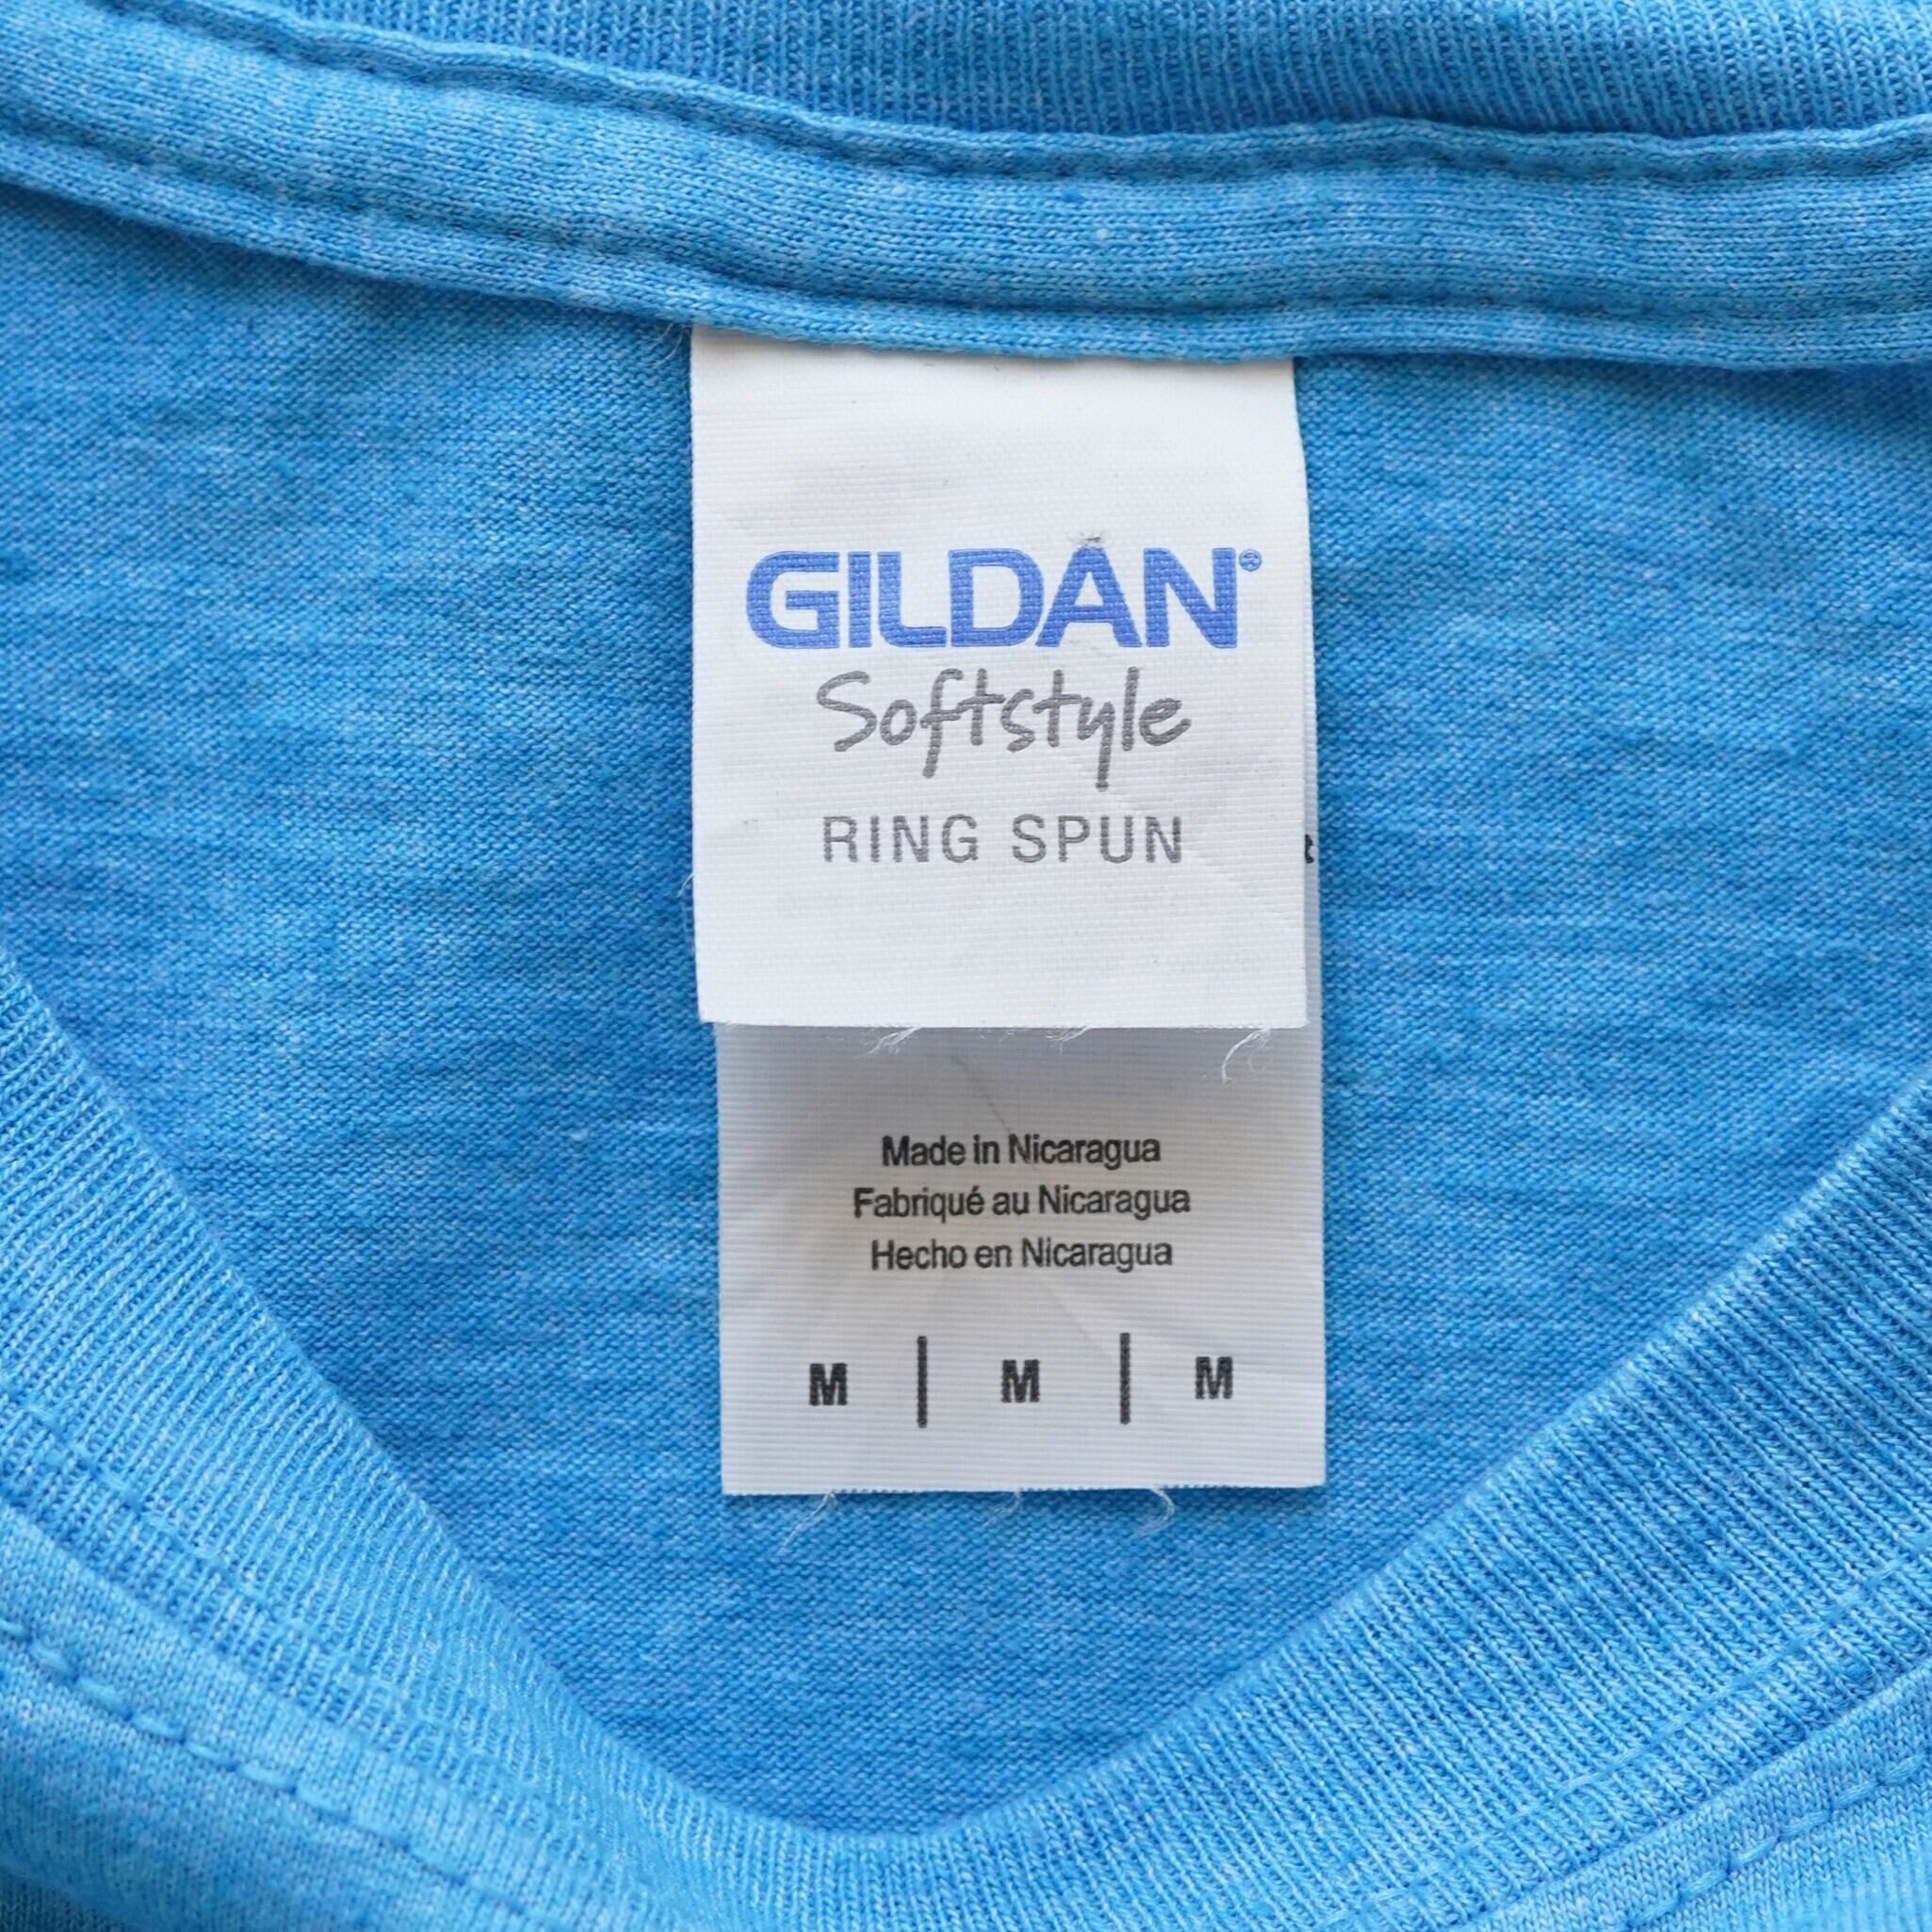 GILDAN®
Softstyle
RING SPUN
Made in Nicaragua
Fabriqué au Nicaragua
Hecho en Nicaragua
M | M | M